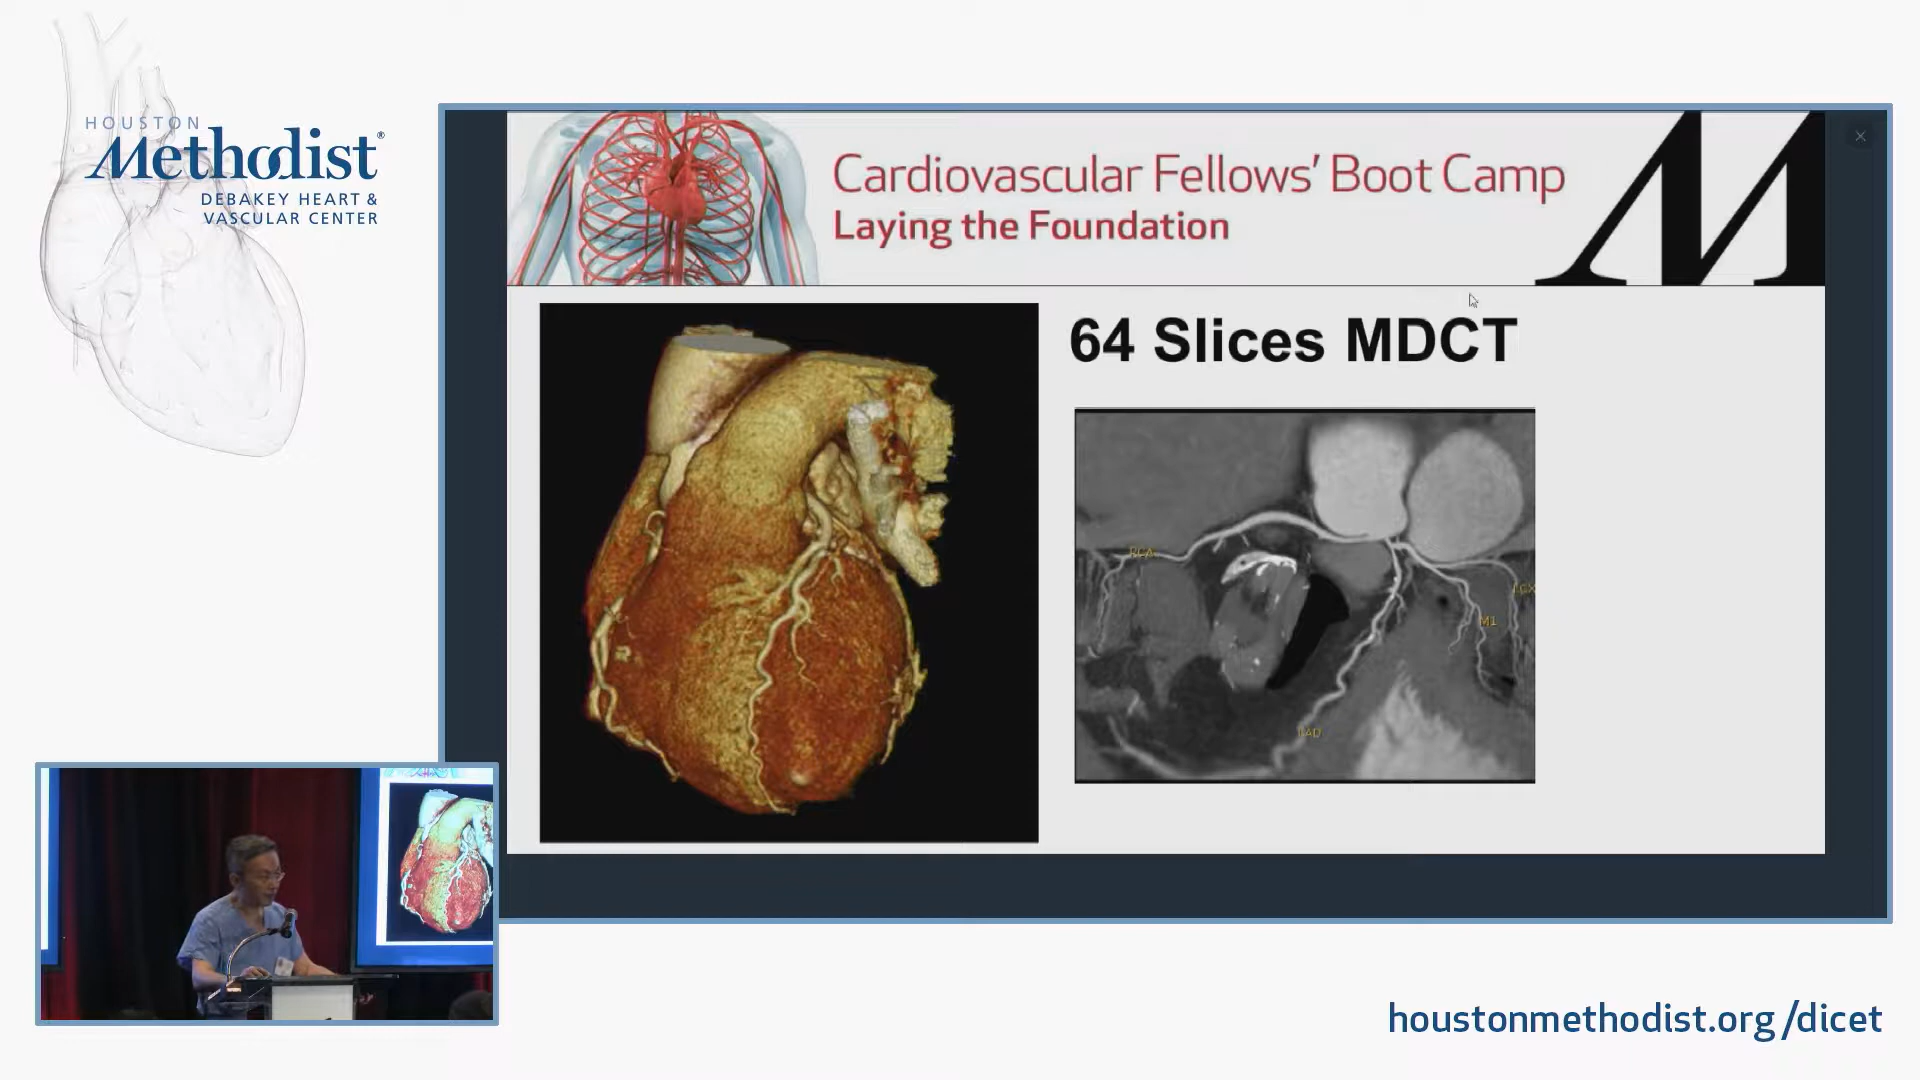 HOUSTON
Methodist®
DEBAKEY HEART &
VASCULAR CENTER
Cardiovascular Fellows' Boot Camp
Laying the Foundation
M
64 Slices MDCT
RCA
LCX
M1
LAD
houstonmethodist.org/dicet